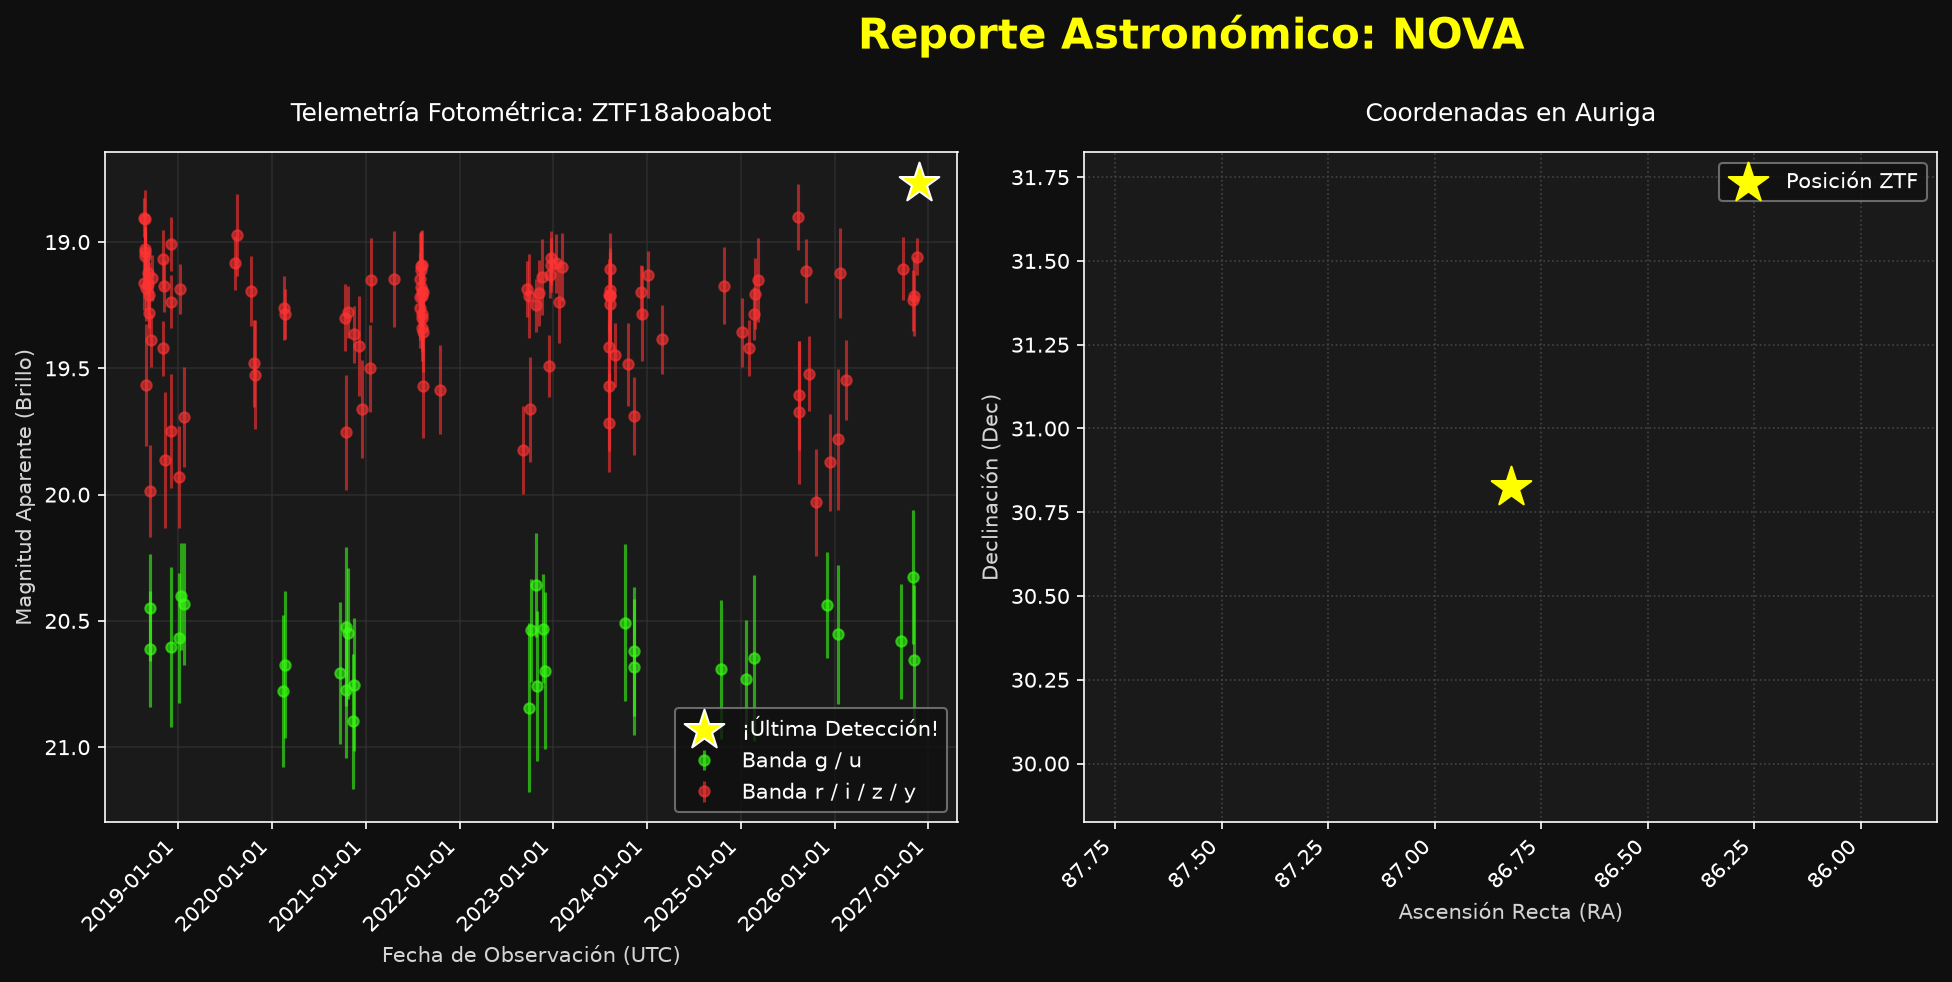 Reporte Astronómico: NOVA
Telemetría Fotométrica: ZTF18aboabot
Magnitud Aparente (Brillo)
19.0
19.5
20.0
20.5
21.0
¡Última Detección!
Banda g / u
Banda r / i / z / y
2019-01-01
2020-01-01
2021-01-01
2022-01-01
2023-01-01
2024-01-01
2025-01-01
2026-01-01
2027-01-01
Fecha de Observación (UTC)
Coordenadas en Auriga
Declinación (Dec)
31.75
31.50
31.25
31.00
30.75
30.50
30.25
30.00
Posición ZTF
87.75
87.50
87.25
87.00
86.75
86.50
86.25
86.00
Ascensión Recta (RA)